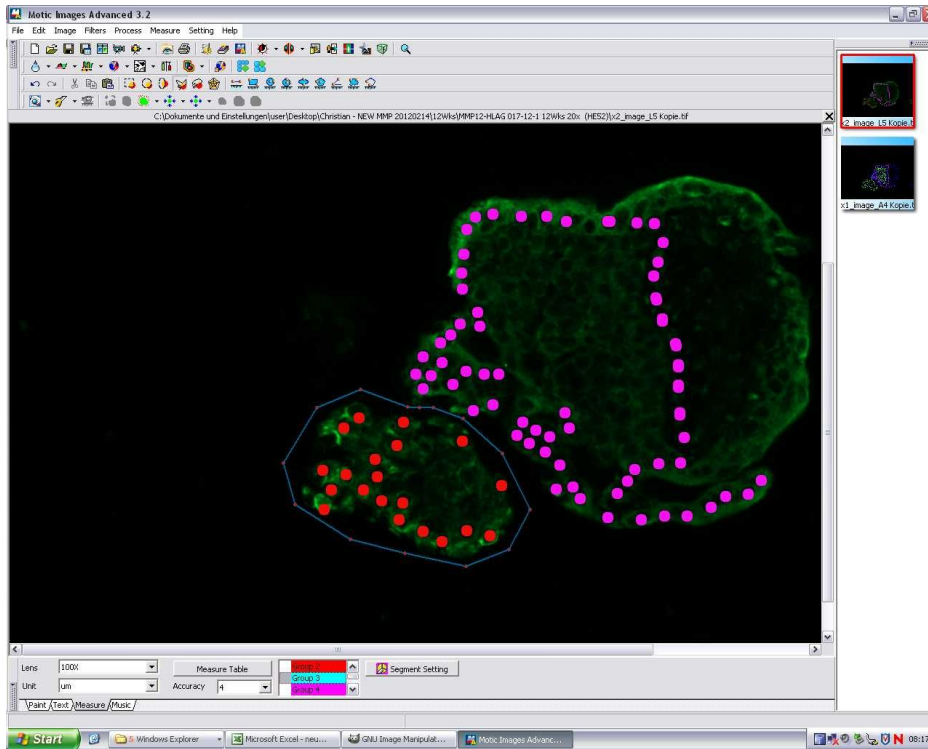 Motic Images Advanced 3.2
File Edit Image Filters Process Measure Setting Help
C:\Dokumente und Einstellungen\user\Desktop\Christian - NEW MMP 20120214\12Wks\MMP12-HLAG 017-12-1 12Wks 20x (HES2)\x2_image_L5 Kopie.tif
x2_image_L5 Kopie.t
x1_image_A4 Kopie.t
Lens 100X Measure Table Group 2 Segment Setting
Group 3
Unit um Accuracy 4 Group 4
Paint Text Measure Music
Start 5 Windows Explorer Microsoft Excel - neu... GNU Image Manipulat... Motic Images Advanc... N 08:17